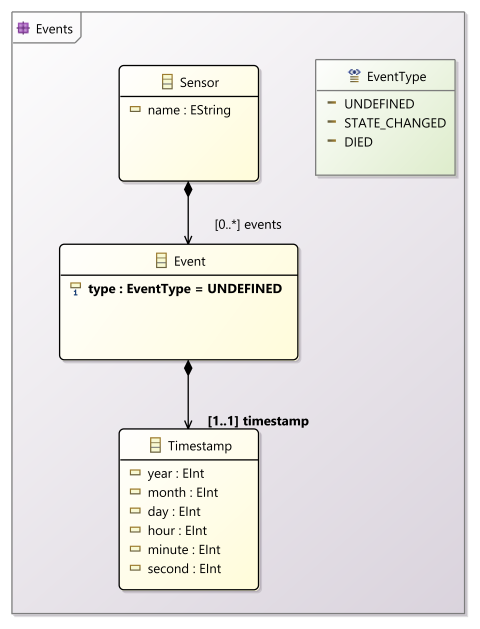 Events
Sensor
name : EString
EventType
UNDEFINED
STATE_CHANGED
DIED
[0..*] events
Event
1
type : EventType = UNDEFINED
[1..1] timestamp
Timestamp
year : EInt
month : EInt
day : EInt
hour : EInt
minute : EInt
second : EInt